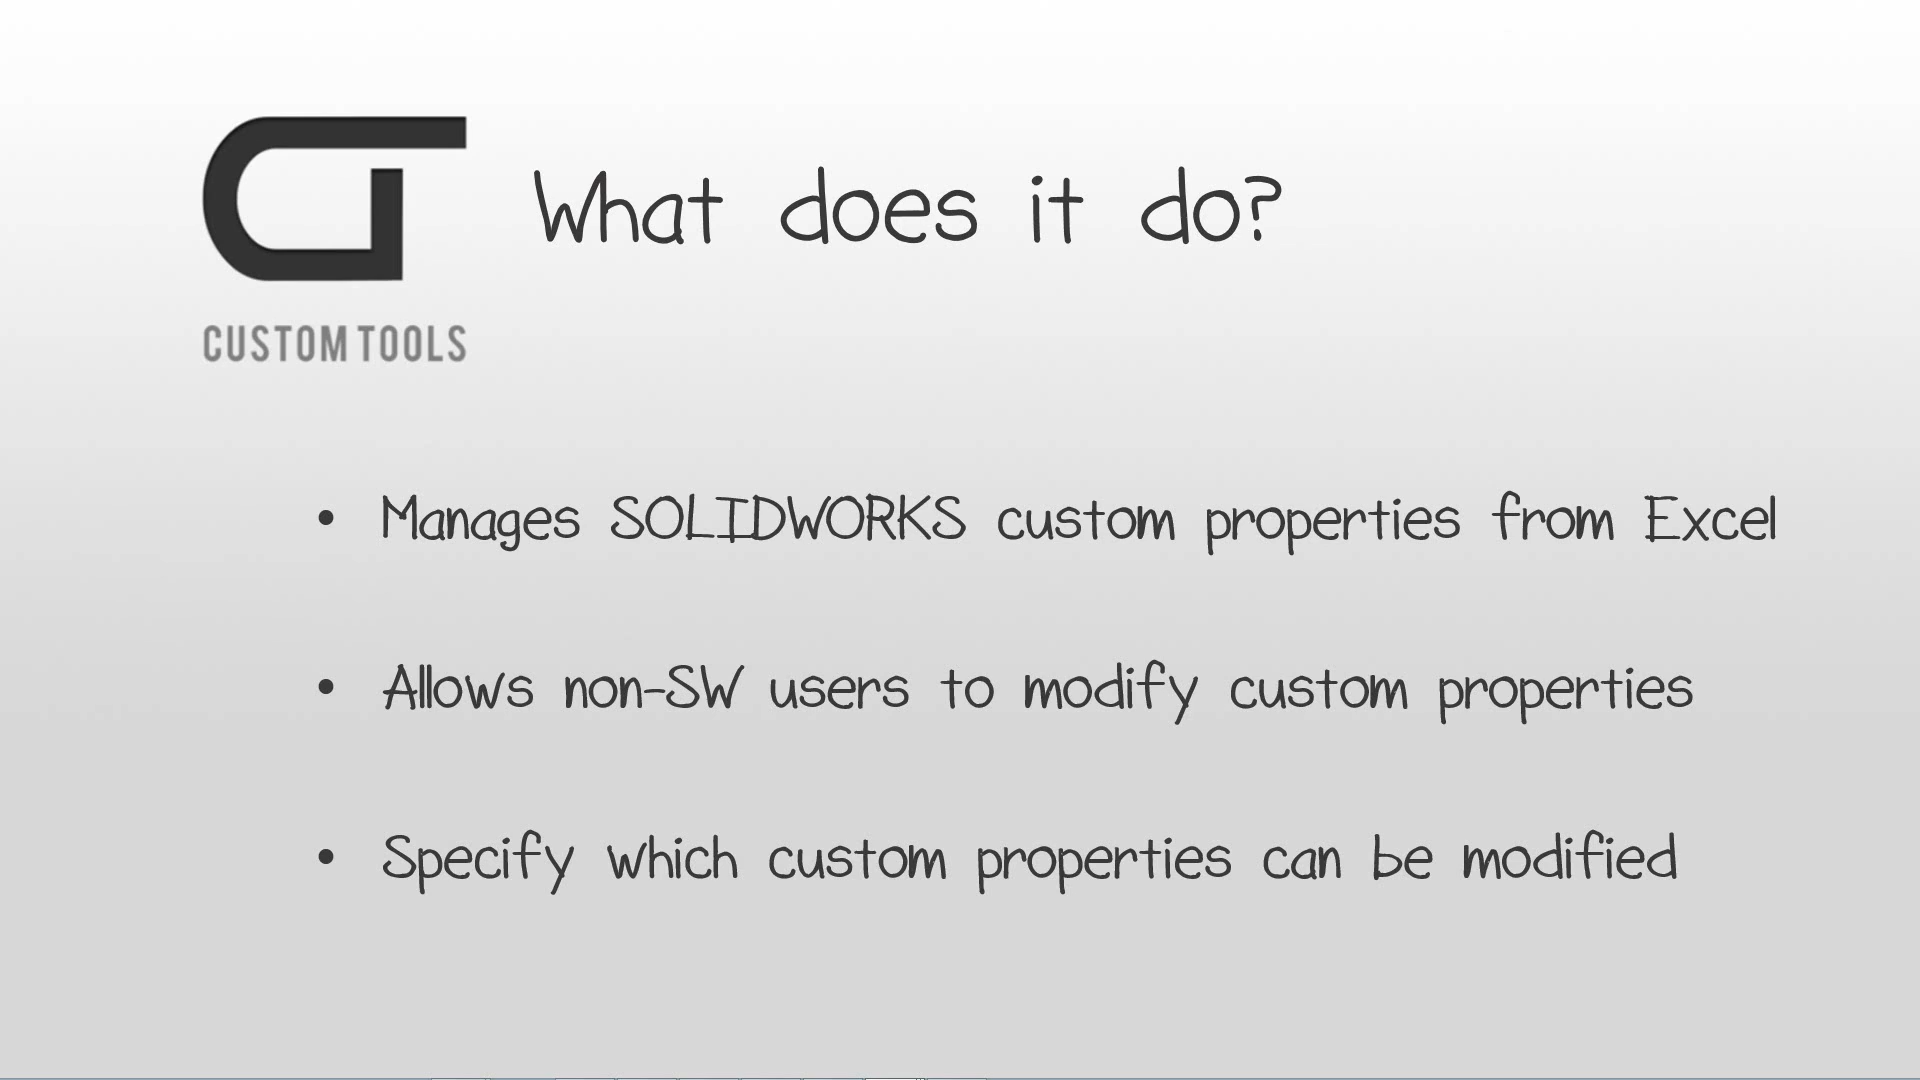 What does it do?
CUSTOM TOOLS
• Manages SOLIDWORKS custom properties from Excel
• Allows non-SW users to modify custom properties
• Specify which custom properties can be modified